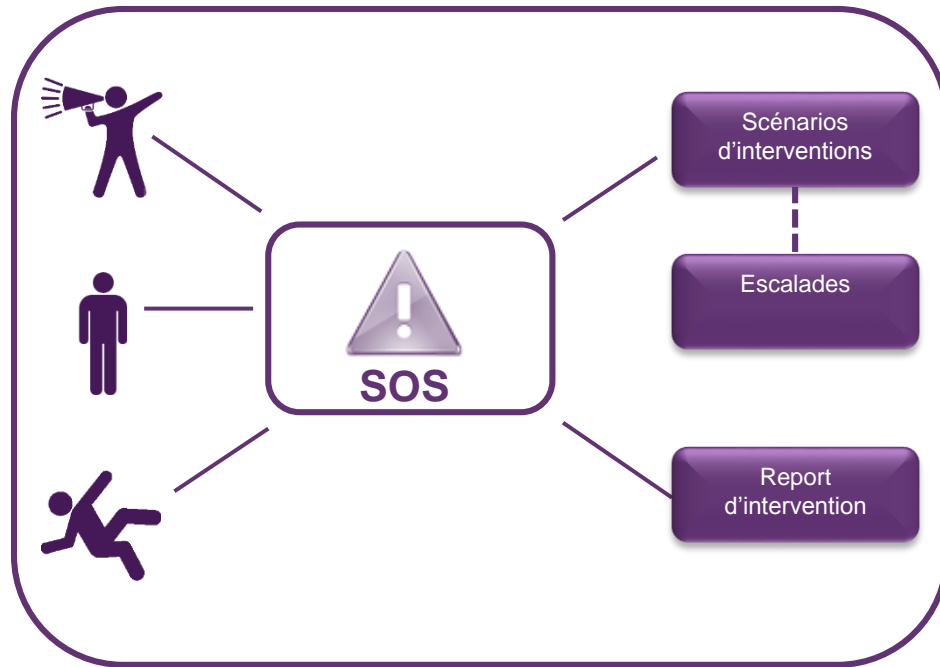 Scénarios
d’interventions
Escalades
SOS
Report
d’intervention